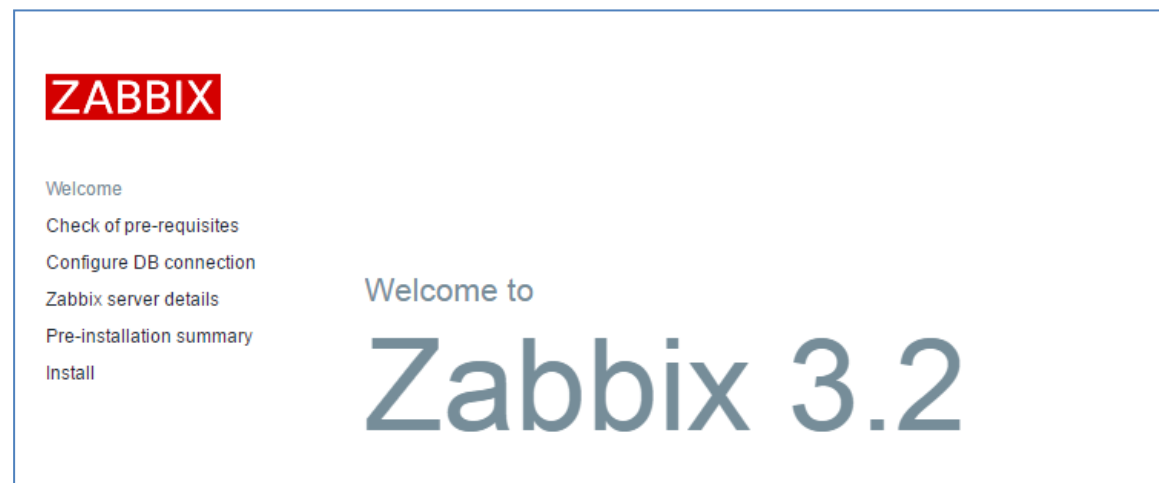 ZABBIX
Welcome
Check of pre-requisites
Configure DB connection
Zabbix server details
Pre-installation summary
Install
Welcome to
Zabbix 3.2